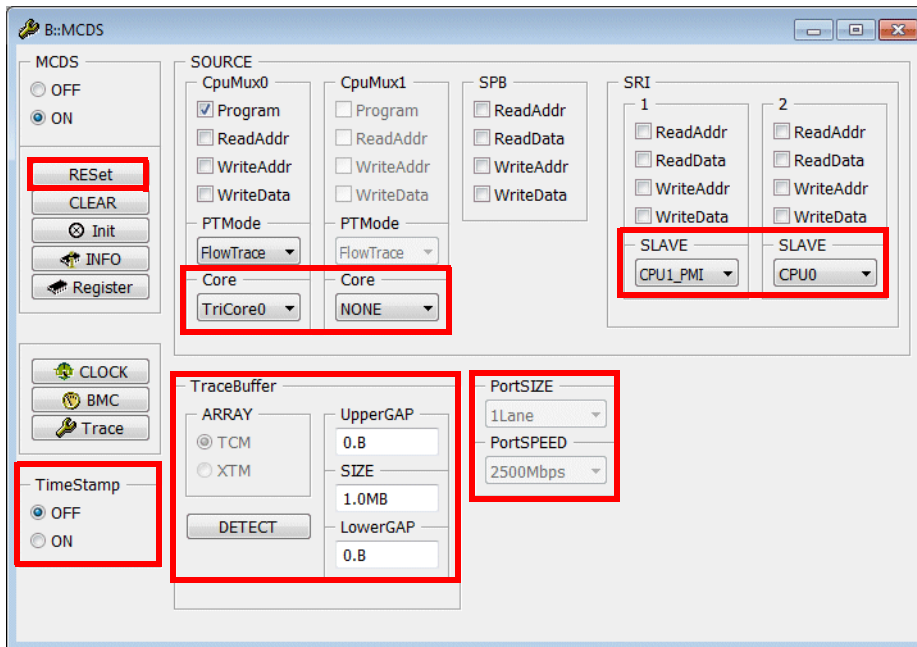 B::MCDS
MCDS
OFF
ON
RESet
CLEAR
Init
INFO
Register
CLOCK
BMC
Trace
TimeStamp
OFF
ON
SOURCE
CpuMux0
Program
ReadAddr
WriteAddr
WriteData
PTMode
FlowTrace
Core
TriCore0
CpuMux1
Program
ReadAddr
WriteAddr
WriteData
PTMode
FlowTrace
Core
NONE
SPB
ReadAddr
ReadData
WriteAddr
WriteData
SRI
1
ReadAddr
ReadData
WriteAddr
WriteData
SLAVE
CPU1_PMI
2
ReadAddr
ReadData
WriteAddr
WriteData
SLAVE
CPU0
TraceBuffer
ARRAY
TCM
XTM
DETECT
UpperGAP
0.B
SIZE
1.0MB
LowerGAP
0.B
PortSIZE
1Lane
PortSPEED
2500Mbps